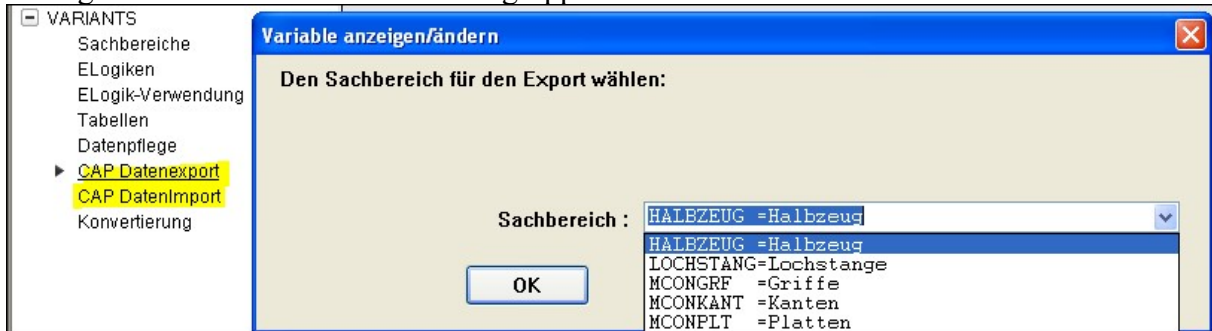 VARIANTS
Sachbereiche
ELogiken
ELogik-Verwendung
Tabellen
Datenpflege
CAP Datenexport
CAP DatenImport
Konvertierung
Variable anzeigen/ändern
Den Sachbereich für den Export wählen:
Sachbereich : HALBZEUG =Halbzeug
HALBZEUG =Halbzeug
LOCHSTANG=Lochstange
MCONGRF =Griffe
MCONKANT =Kanten
MCONPLT =Platten
OK